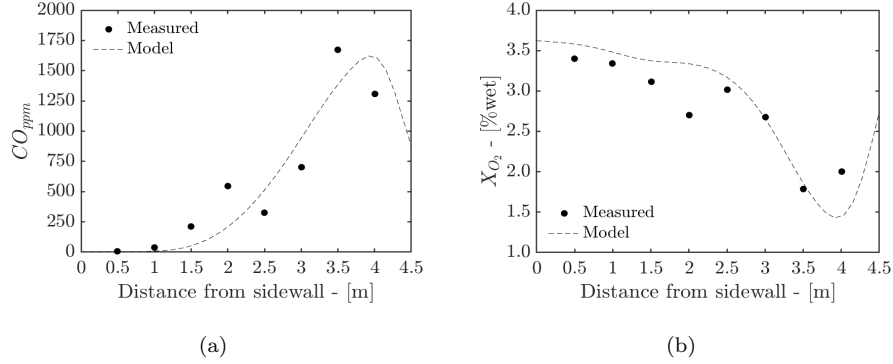 2000
1750
1500
1250
1000
750
500
250
0
CO_ppm
Measured
Model
0 0.5 1 1.5 2 2.5 3 3.5 4 4.5
Distance from sidewall - [m]
(a)
4.0
3.5
3.0
2.5
2.0
1.5
1.0
X_O2 - [%wet]
Measured
Model
0 0.5 1 1.5 2 2.5 3 3.5 4 4.5
Distance from sidewall - [m]
(b)